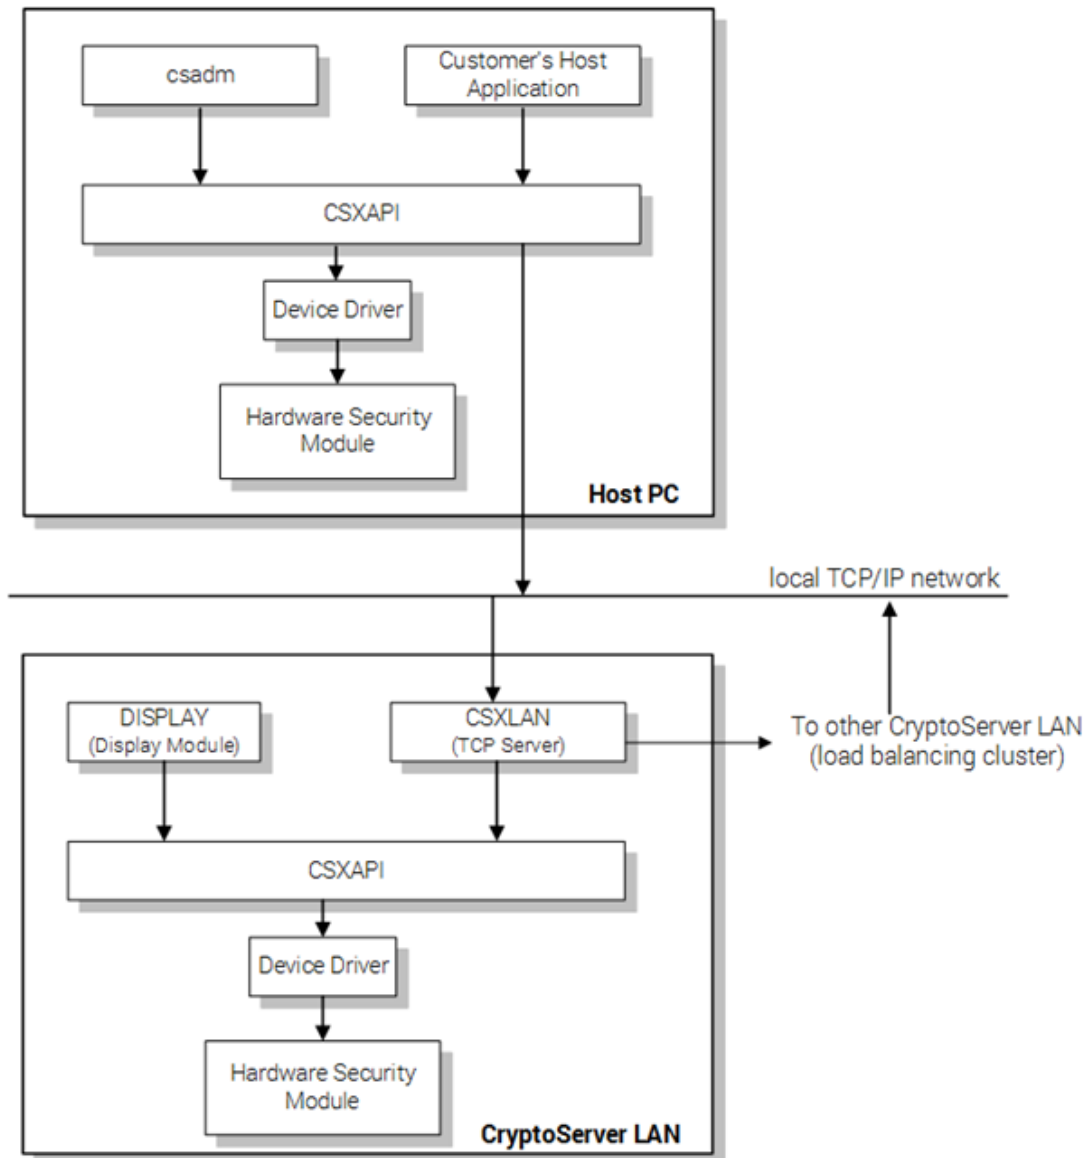 csadm
Customer's Host
Application
CSXAPI
Device Driver
Hardware Security
Module
Host PC
local TCP/IP network
DISPLAY
(Display Module)
CSXLAN
(TCP Server)
To other CryptoServer LAN
(load balancing cluster)
CSXAPI
Device Driver
Hardware Security
Module
CryptoServer LAN